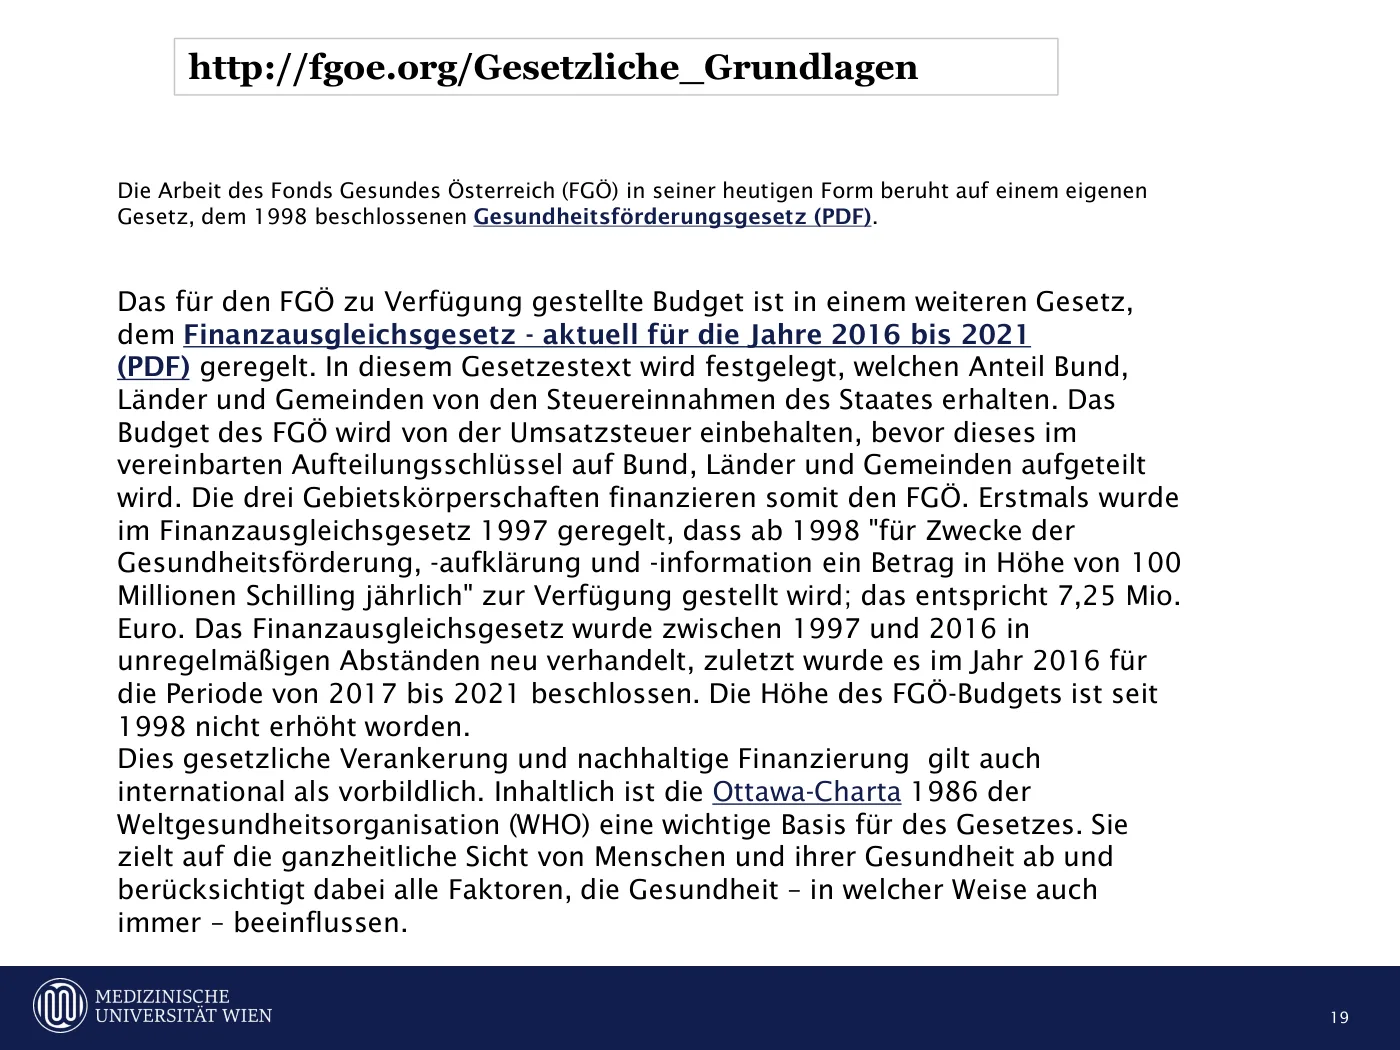 http://fgoe.org/Gesetzliche_Grundlagen
Die Arbeit des Fonds Gesundes Österreich (FGÖ) in seiner heutigen Form beruht auf einem eigenen
Gesetz, dem 1998 beschlossenen Gesundheitsförderungsgesetz (PDF).
Das für den FGÖ zu Verfügung gestellte Budget ist in einem weiteren Gesetz,
dem Finanzausgleichsgesetz - aktuell für die Jahre 2016 bis 2021
(PDF) geregelt. In diesem Gesetzestext wird festgelegt, welchen Anteil Bund,
Länder und Gemeinden von den Steuereinnahmen des Staates erhalten. Das
Budget des FGÖ wird von der Umsatzsteuer einbehalten, bevor dieses im
vereinbarten Aufteilungsschlüssel auf Bund, Länder und Gemeinden aufgeteilt
wird. Die drei Gebietskörperschaften finanzieren somit den FGÖ. Erstmals wurde
im Finanzausgleichsgesetz 1997 geregelt, dass ab 1998 "für Zwecke der
Gesundheitsförderung, -aufklärung und -information ein Betrag in Höhe von 100
Millionen Schilling jährlich" zur Verfügung gestellt wird; das entspricht 7,25 Mio.
Euro. Das Finanzausgleichsgesetz wurde zwischen 1997 und 2016 in
unregelmäßigen Abständen neu verhandelt, zuletzt wurde es im Jahr 2016 für
die Periode von 2017 bis 2021 beschlossen. Die Höhe des FGÖ-Budgets ist seit
1998 nicht erhöht worden.
Dies gesetzliche Verankerung und nachhaltige Finanzierung  gilt auch
international als vorbildlich. Inhaltlich ist die Ottawa-Charta 1986 der
Weltgesundheitsorganisation (WHO) eine wichtige Basis für des Gesetzes. Sie
zielt auf die ganzheitliche Sicht von Menschen und ihrer Gesundheit ab und
berücksichtigt dabei alle Faktoren, die Gesundheit – in welcher Weise auch
immer – beeinflussen.
MEDIZINISCHE
UNIVERSITÄT WIEN
19